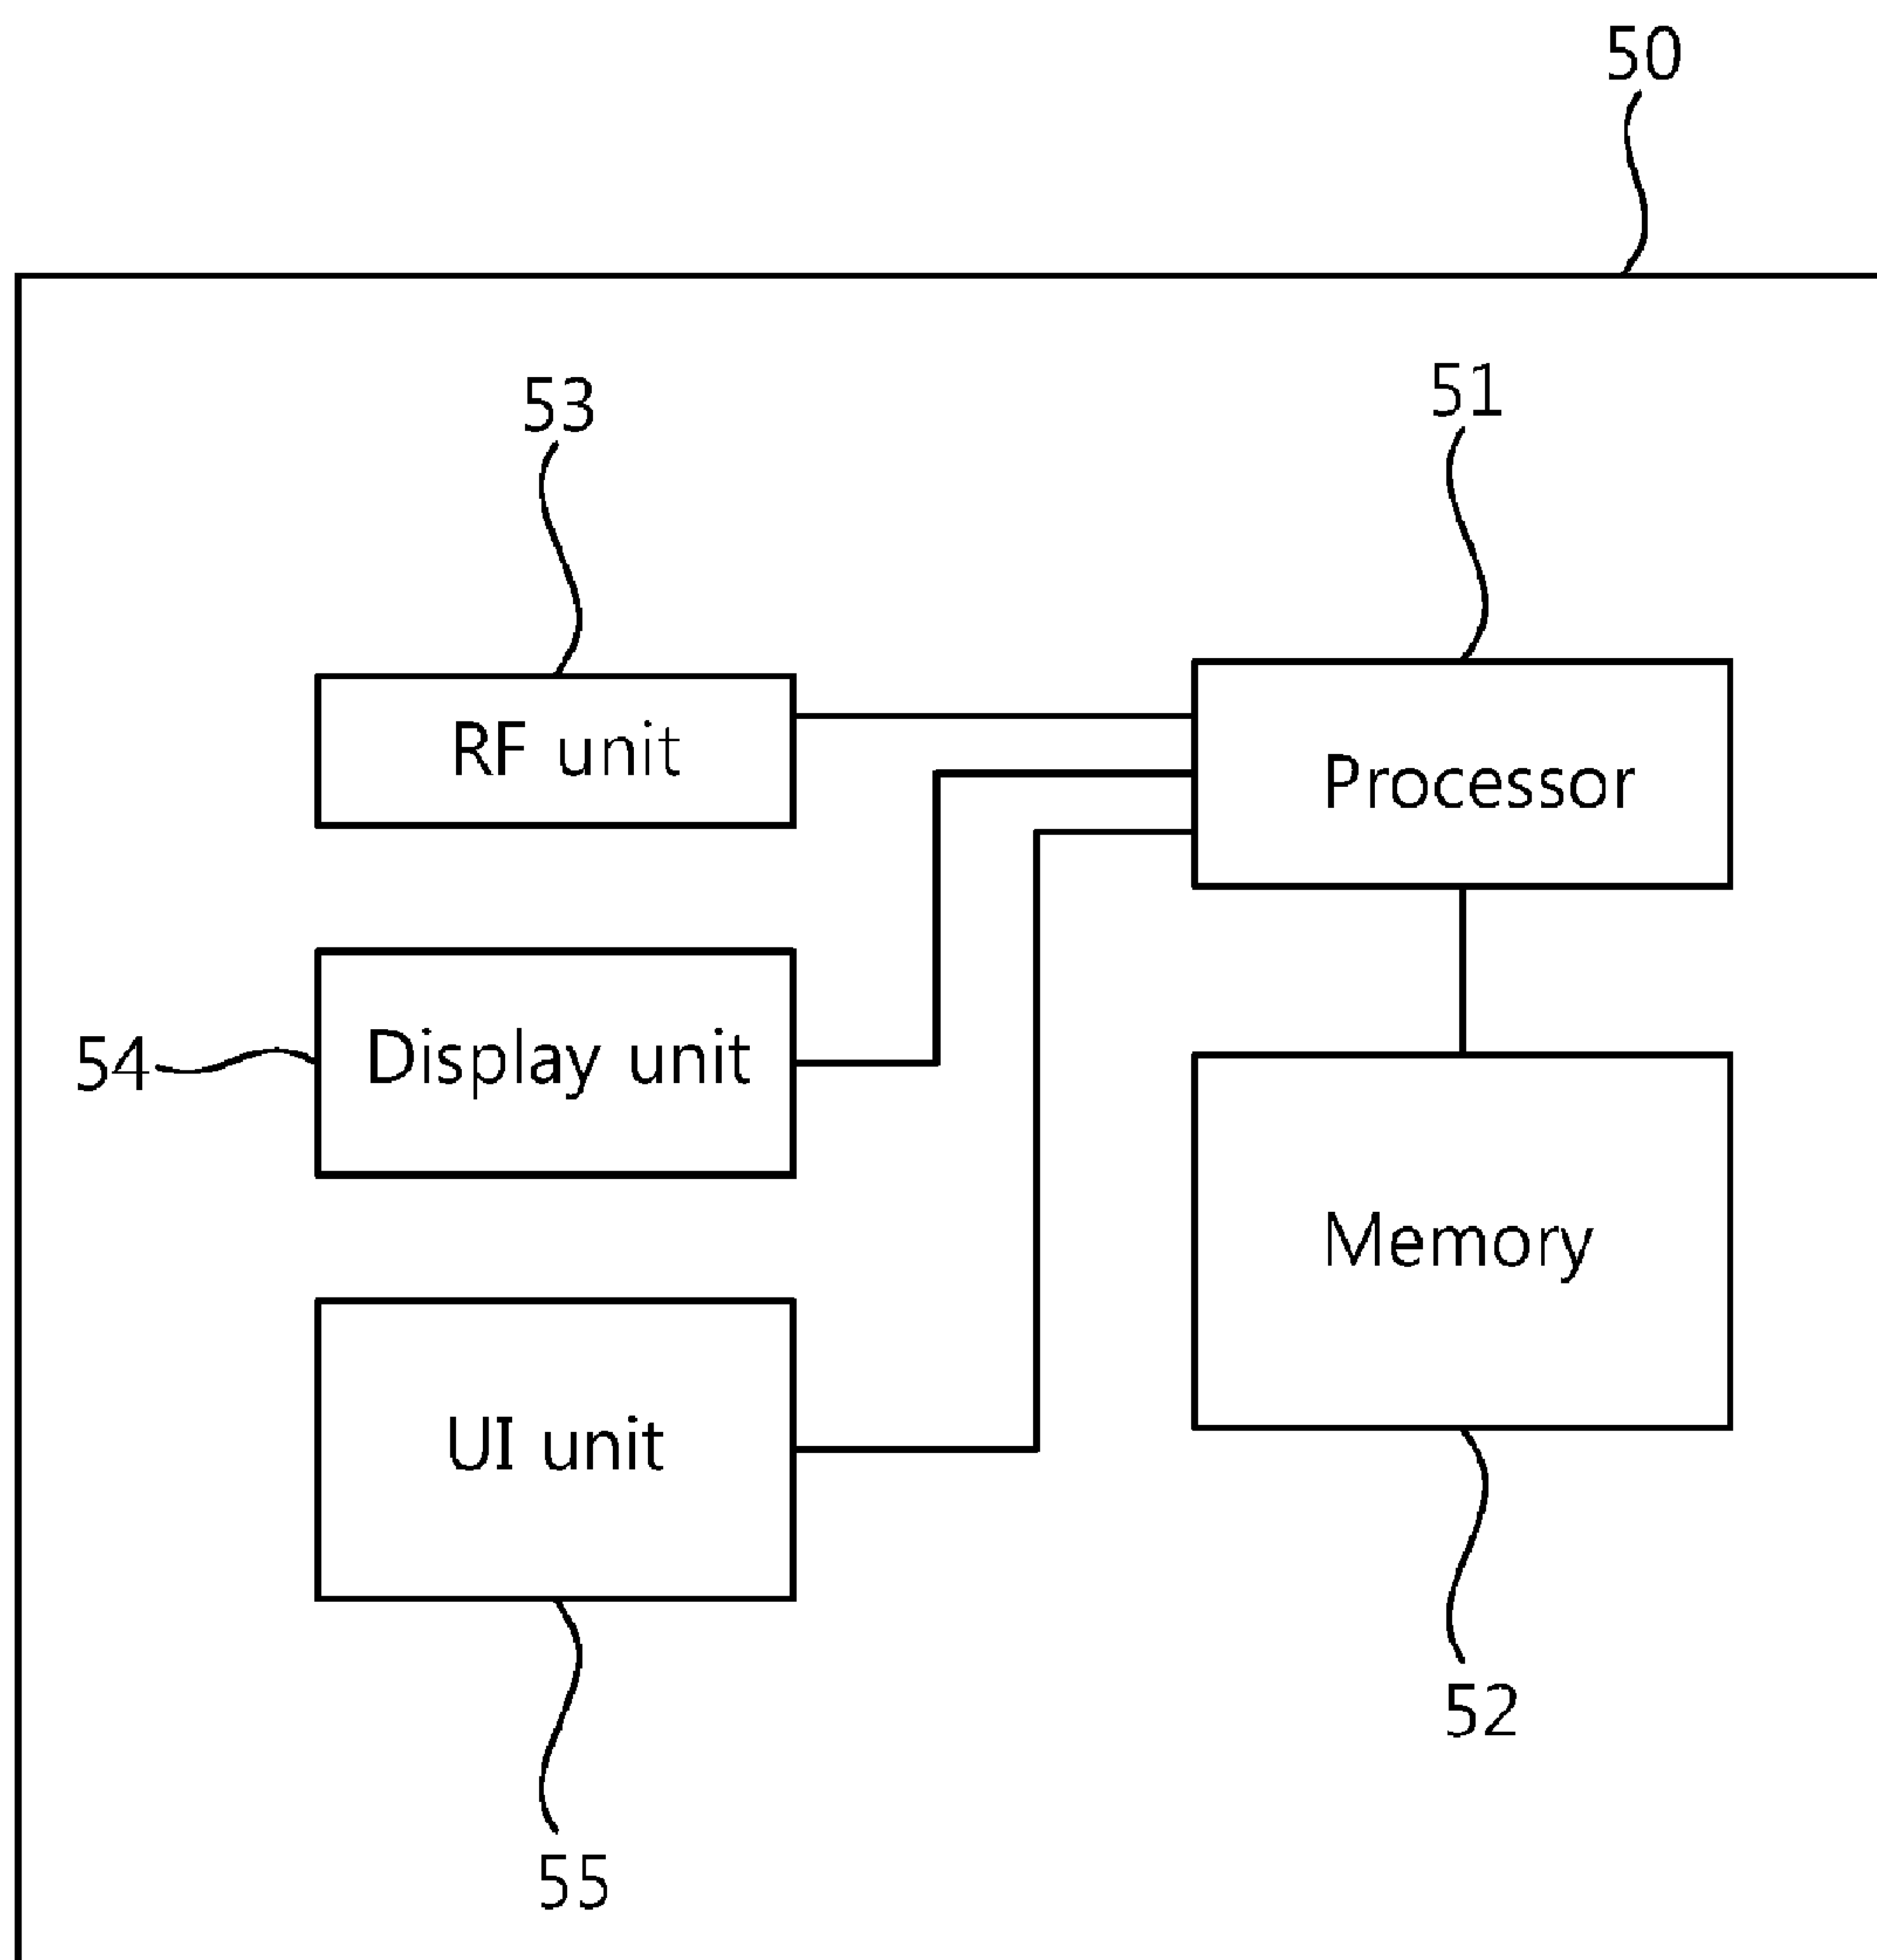 50
53
51
RF unit
Processor
54
Display unit
Memory
UI unit
52
55